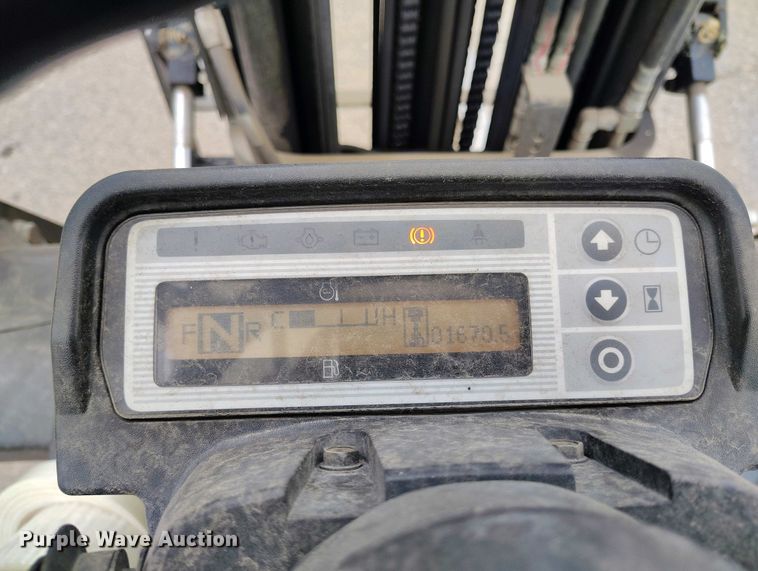 F N R C H 01670.5
Purple Wave Auction